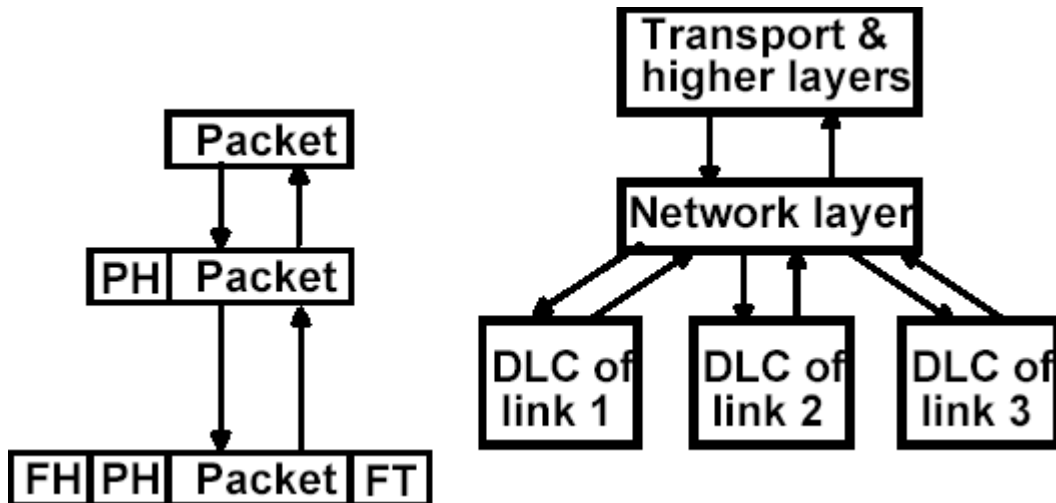 Packet
PH Packet
FH PH Packet FT
Transport &
higher layers
Network layer
DLC of
link 1
DLC of
link 2
DLC of
link 3